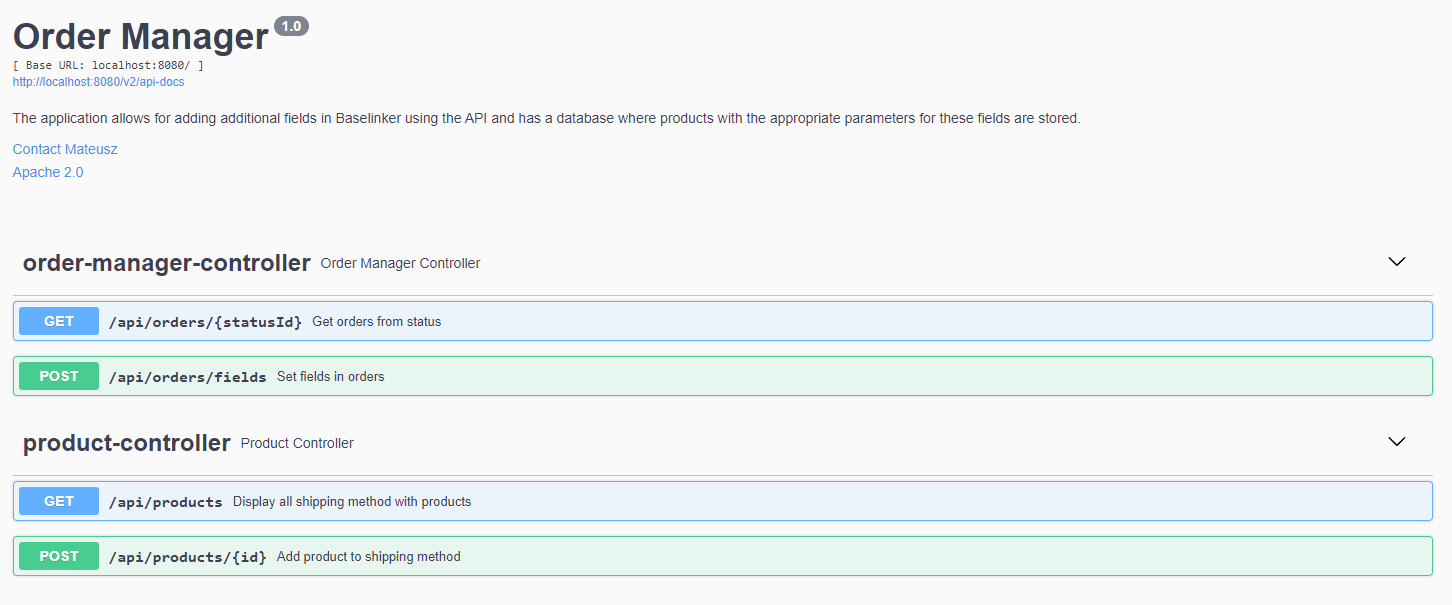 Order Manager 1.0
[ Base URL: localhost:8080/ ]
http://localhost:8080/v2/api-docs
The application allows for adding additional fields in Baselinker using the API and has a database where products with the appropriate parameters for these fields are stored.
Contact Mateusz
Apache 2.0
order-manager-controller Order Manager Controller
GET /api/orders/{statusId} Get orders from status
POST /api/orders/fields Set fields in orders
product-controller Product Controller
GET /api/products Display all shipping method with products
POST /api/products/{id} Add product to shipping method